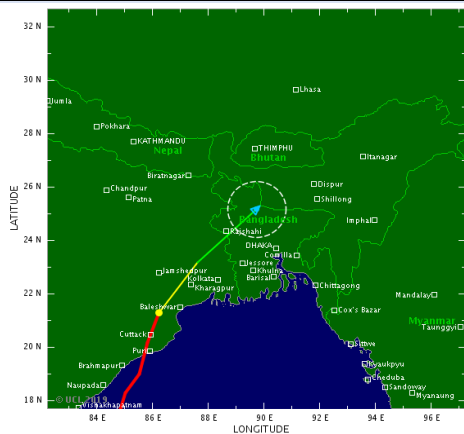 32 N
Lhasa
30 N
Jumla
Pokhara
28 N
KATHMANDU
THIMPHU
Nepal
Bhutan
Itanagar
Biratnagar
26 N
Chandpur
Dispur
Patna
Shillong
Bangladesh
Imphal
Rajshahi
24 N
DHAKA
Comilla
Jessore
Jamshedpur
Khulna
Kolkata
Barisal
Kharagpur
Chittagong
22 N
Mandalay
Baleshwar
Cox's Bazar
Myanmar
Taunggyi
Cuttack
Sittwe
Puri
20 N
Brahmapur
Kyaukpyu
Cheduba
Naupada
Sandoway
Myanaung
© UCL 2019
18 N
Vishakhapatnam
84 E 86 E 88 E 90 E 92 E 94 E 96 E
LATITUDE
LONGITUDE